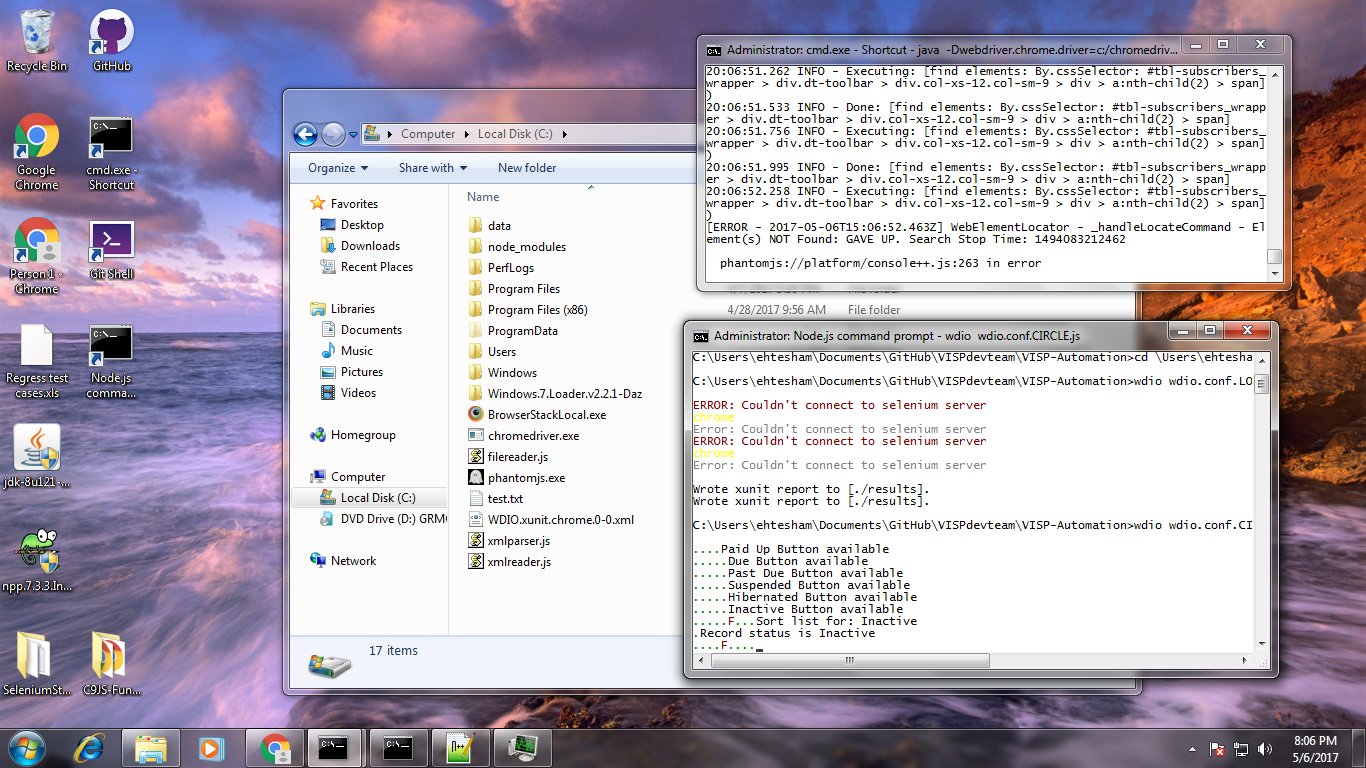 Recycle Bin
GitHub
Google Chrome
cmd.exe - Shortcut
Person 1 - Chrome
Git Shell
Regress test cases.xls
Node.js comma...
jdk-8u121-...
npp.7.3.3.In...
SeleniumSt...
C9JS-Fun...
Computer
Local Disk (C:)
Organize
Share with
New folder
Favorites
Desktop
Downloads
Recent Places
Libraries
Documents
Music
Pictures
Videos
Homegroup
Computer
Local Disk (C:)
DVD Drive (D:) GRM
Network
Name
data
node_modules
PerfLogs
Program Files
Program Files (x86)
ProgramData
Users
Windows
Windows.7.Loader.v2.2.1-Daz
BrowserStackLocal.exe
chromedriver.exe
filereader.js
phantomjs.exe
test.txt
WDIO.xunit.chrome.0-0.xml
xmlparser.js
xmlreader.js
4/28/2017 9:56 AM File folder
17 items
Administrator: cmd.exe - Shortcut - java -Dwebdriver.chrome.driver=c:/chromedriv...
20:06:51.262 INFO - Executing: [find elements: By.cssSelector: #tbl-subscribers_
wrapper > div.dt-toolbar > div.col-xs-12.col-sm-9 > div > a:nth-child(2) > span]
)
20:06:51.533 INFO - Done: [find elements: By.cssSelector: #tbl-subscribers_wrapp
er > div.dt-toolbar > div.col-xs-12.col-sm-9 > div > a:nth-child(2) > span]
20:06:51.756 INFO - Executing: [find elements: By.cssSelector: #tbl-subscribers_
wrapper > div.dt-toolbar > div.col-xs-12.col-sm-9 > div > a:nth-child(2) > span]
)
20:06:51.995 INFO - Done: [find elements: By.cssSelector: #tbl-subscribers_wrapp
er > div.dt-toolbar > div.col-xs-12.col-sm-9 > div > a:nth-child(2) > span]
20:06:52.258 INFO - Executing: [find elements: By.cssSelector: #tbl-subscribers_
wrapper > div.dt-toolbar > div.col-xs-12.col-sm-9 > div > a:nth-child(2) > span]
)
[ERROR - 2017-05-06T15:06:52.463Z] WebElementLocator - _handleLocateCommand - El
ement(s) NOT Found: GAVE UP. Search Stop Time: 1494083212462
phantomjs://platform/console++.js:263 in error
Administrator: Node.js command prompt - wdio wdio.conf.CIRCLE.js
C:\Users\ehtesham\Documents\GitHub\VISPdevteam\VISP-Automation>cd \Users\ehtesha
C:\Users\ehtesham\Documents\GitHub\VISPdevteam\VISP-Automation>wdio wdio.conf.LO
ERROR: Couldn't connect to selenium server
chrome
Error: Couldn't connect to selenium server
ERROR: Couldn't connect to selenium server
chrome
Error: Couldn't connect to selenium server
Wrote xunit report to [./results].
Wrote xunit report to [./results].
C:\Users\ehtesham\Documents\GitHub\VISPdevteam\VISP-Automation>wdio wdio.conf.CI
....Paid Up Button available
.....Due Button available
.....Past Due Button available
.....Suspended Button available
.....Hibernated Button available
.....Inactive Button available
.....F...Sort list for: Inactive
.Record status is Inactive
....F....
8:06 PM
5/6/2017